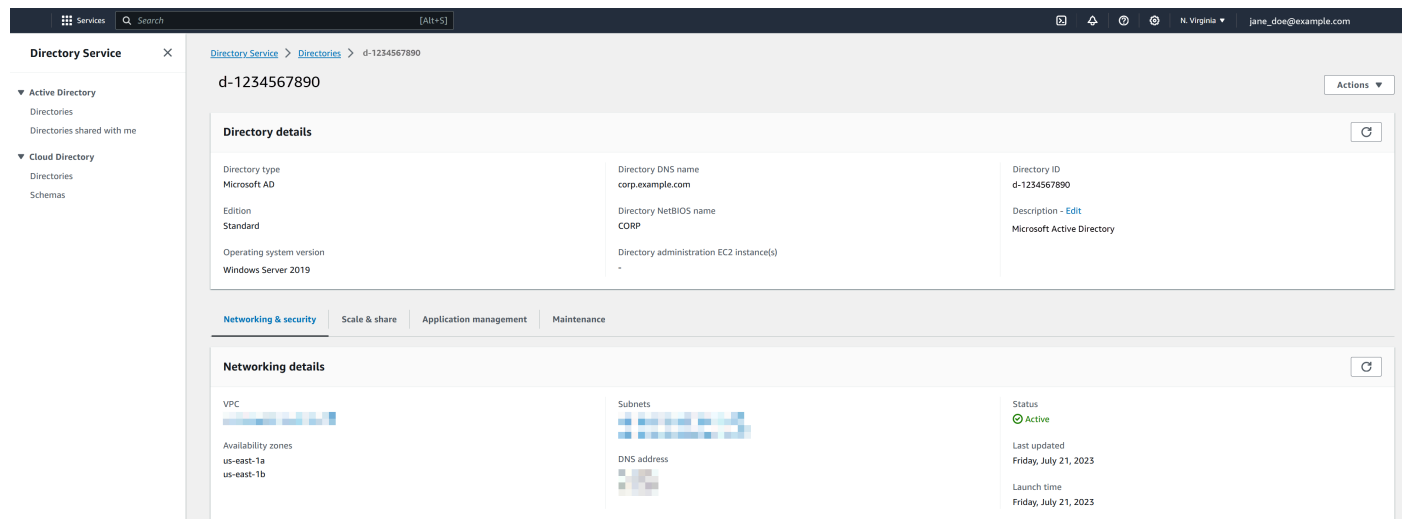 Services Search [Alt+S] N. Virginia ▼ jane_doe@example.com
Directory Service
Directory Service > Directories > d-1234567890
d-1234567890
Actions ▼
▼ Active Directory
Directories
Directories shared with me
▼ Cloud Directory
Directories
Schemas
Directory details
Directory type
Microsoft AD
Directory DNS name
corp.example.com
Directory ID
d-1234567890
Edition
Standard
Directory NetBIOS name
CORP
Description - Edit
Microsoft Active Directory
Operating system version
Windows Server 2019
Directory administration EC2 instance(s)
-
Networking & security Scale & share Application management Maintenance
Networking details
VPC
Subnets
Status
Active
Availability zones
us-east-1a
us-east-1b
DNS address
Last updated
Friday, July 21, 2023
Launch time
Friday, July 21, 2023